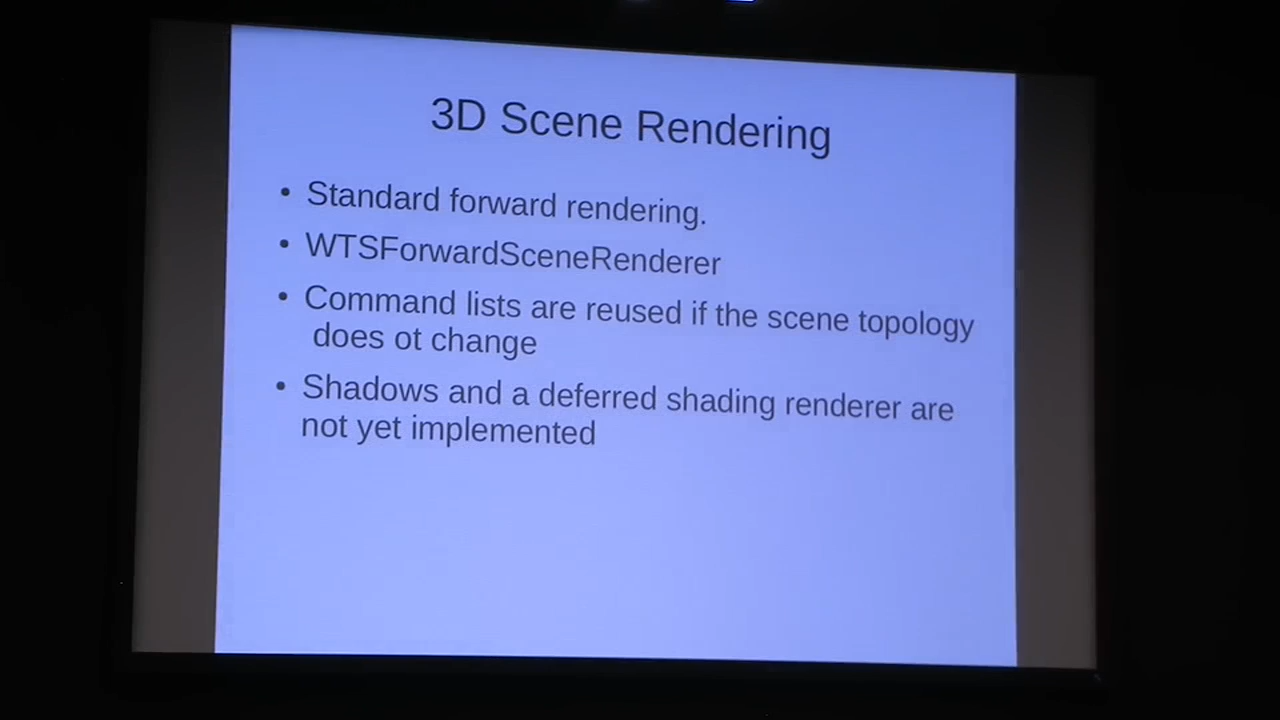 3D Scene Rendering
• Standard forward rendering.
• WTSForwardSceneRenderer
• Command lists are reused if the scene topology
does ot change
• Shadows and a deferred shading renderer are
not yet implemented